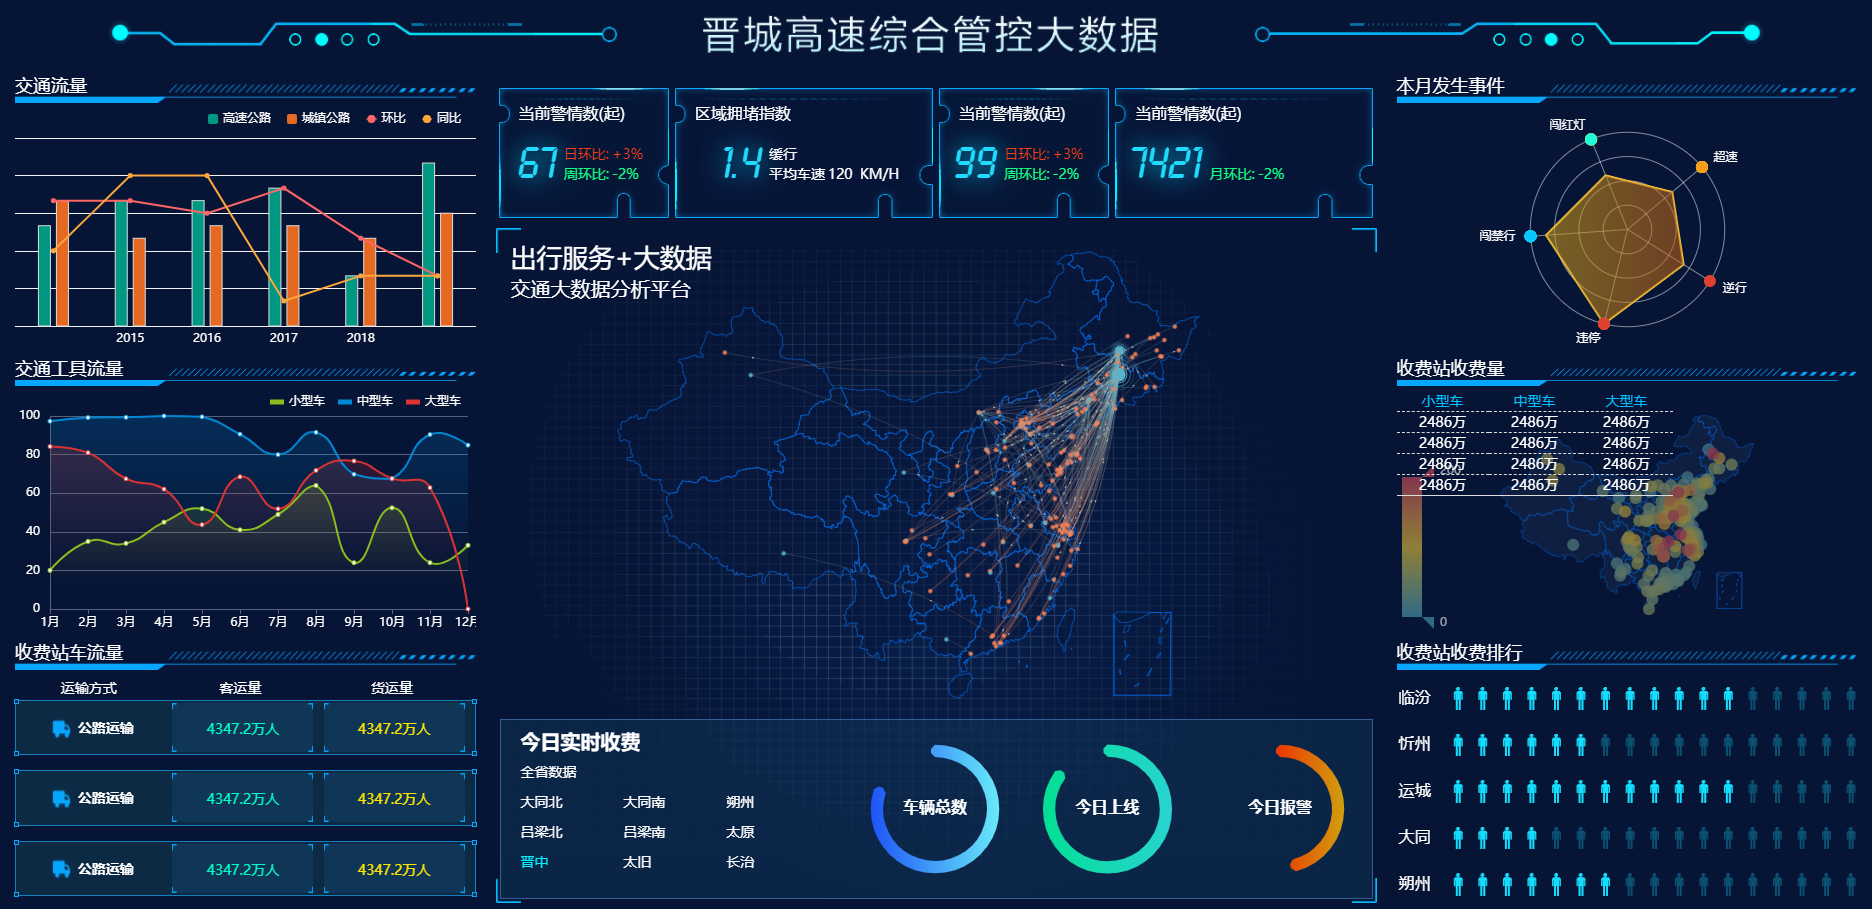 晋城高速综合管控大数据
交通流量
高速公路 城镇公路 环比 同比
2015 2016 2017 2018
交通工具流量
小型车 中型车 大型车
100
80
60
40
20
0
1月 2月 3月 4月 5月 6月 7月 8月 9月 10月 11月 12月
收费站车流量
运输方式 客运量 货运量
公路运输 4347.2万人 4347.2万人
公路运输 4347.2万人 4347.2万人
公路运输 4347.2万人 4347.2万人
当前警情数(起)
67 日环比: +3%
周环比: -2%
区域拥堵指数
1.4 缓行
平均车速 120 KM/H
当前警情数(起)
99 日环比: +3%
周环比: -2%
当前警情数(起)
7421 月环比: -2%
出行服务+大数据
交通大数据分析平台
今日实时收费
全省数据
大同北 大同南 朔州
吕梁北 吕梁南 太原
晋中 太旧 长治
车辆总数 今日上线 今日报警
本月发生事件
闯红灯
超速
闯禁行
逆行
违停
收费站收费量
小型车 中型车 大型车
2486万 2486万 2486万
2486万 2486万 2486万
2486万 2486万 2486万
2486万 2486万 2486万
0
收费站收费排行
临汾
忻州
运城
大同
朔州